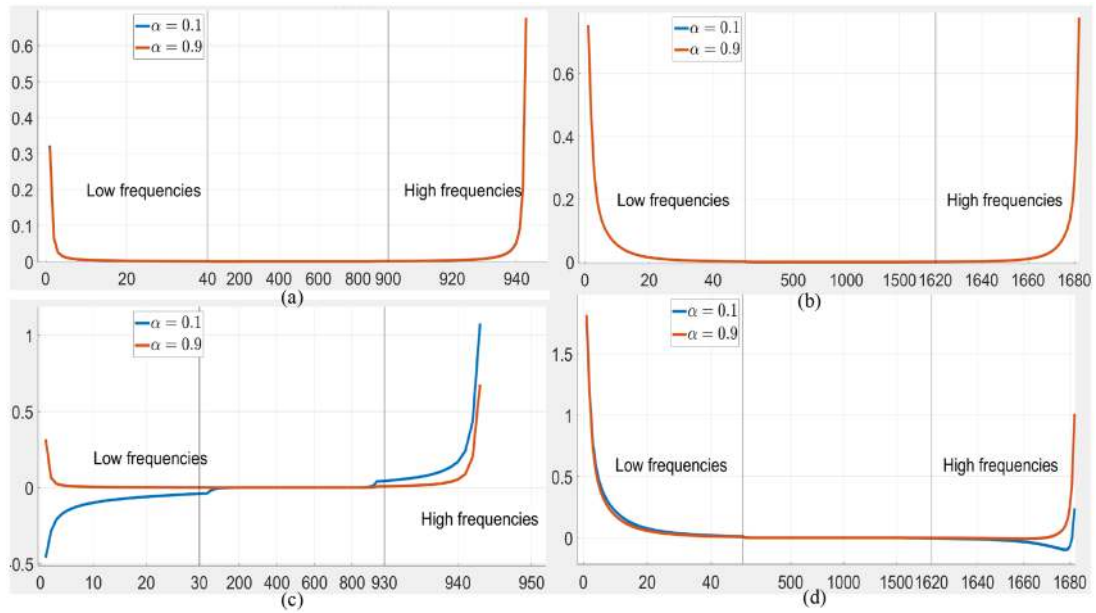 α = 0.1
α = 0.9
0.6
0.5
0.4
0.3
0.2
0.1
0
Low frequencies
High frequencies
0 20 40 200 400 600 800 900 920 940
(a)
α = 0.1
α = 0.9
0.6
0.4
0.2
0
Low frequencies
High frequencies
0 20 40 500 1000 1500 1620 1640 1660 1680
(b)
α = 0.1
α = 0.9
1
0.5
0
-0.5
Low frequencies
High frequencies
0 10 20 30 200 400 600 800 930 940 950
(c)
α = 0.1
α = 0.9
1.5
1
0.5
0
Low frequencies
High frequencies
0 20 40 500 1000 1500 1620 1640 1660 1680
(d)